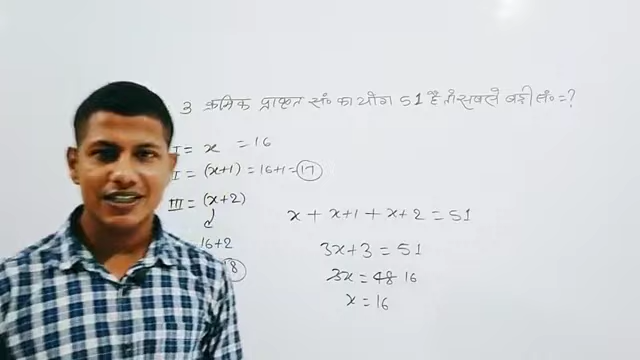 3 क्रमिक प्राकृत सं० का योग 51 है तो सबसे बड़ी सं० = ?
I = x = 16
I = (x+1) = 16+1 = 17
III = (x+2)
16+2
8
x + x+1 + x+2 = 51
3x+3 = 51
3x = 48 16
x = 16